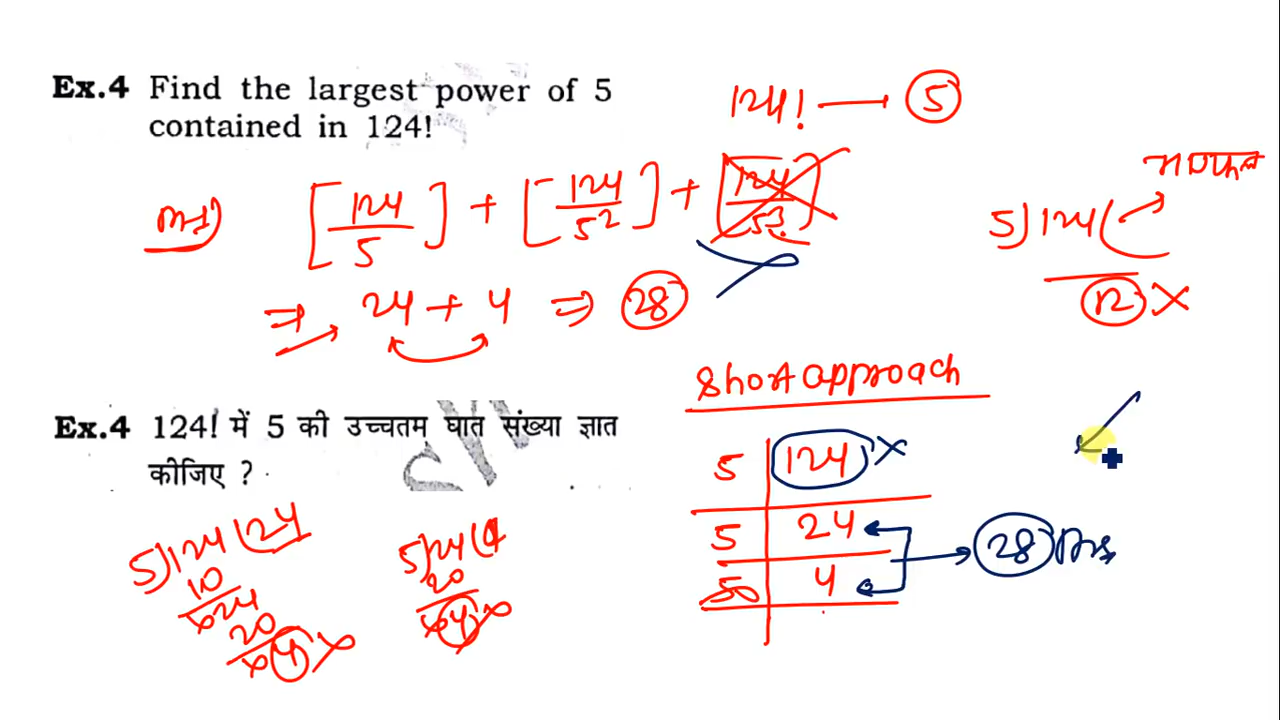 Ex.4 Find the largest power of 5
contained in 124!
124! — 5
[124/5] + [124/5²] + [124/5³]
⇒ 24 + 4 ⇒ 28
5)124(
Short approach
Ex.4 124! में 5 की उच्चतम घात संख्या ज्ञात
कीजिए ?
5 | 124 ×
5 | 24
4
28 Ans
5)124(24
10
24
20
4 ×
5)24(4
20
4 ×